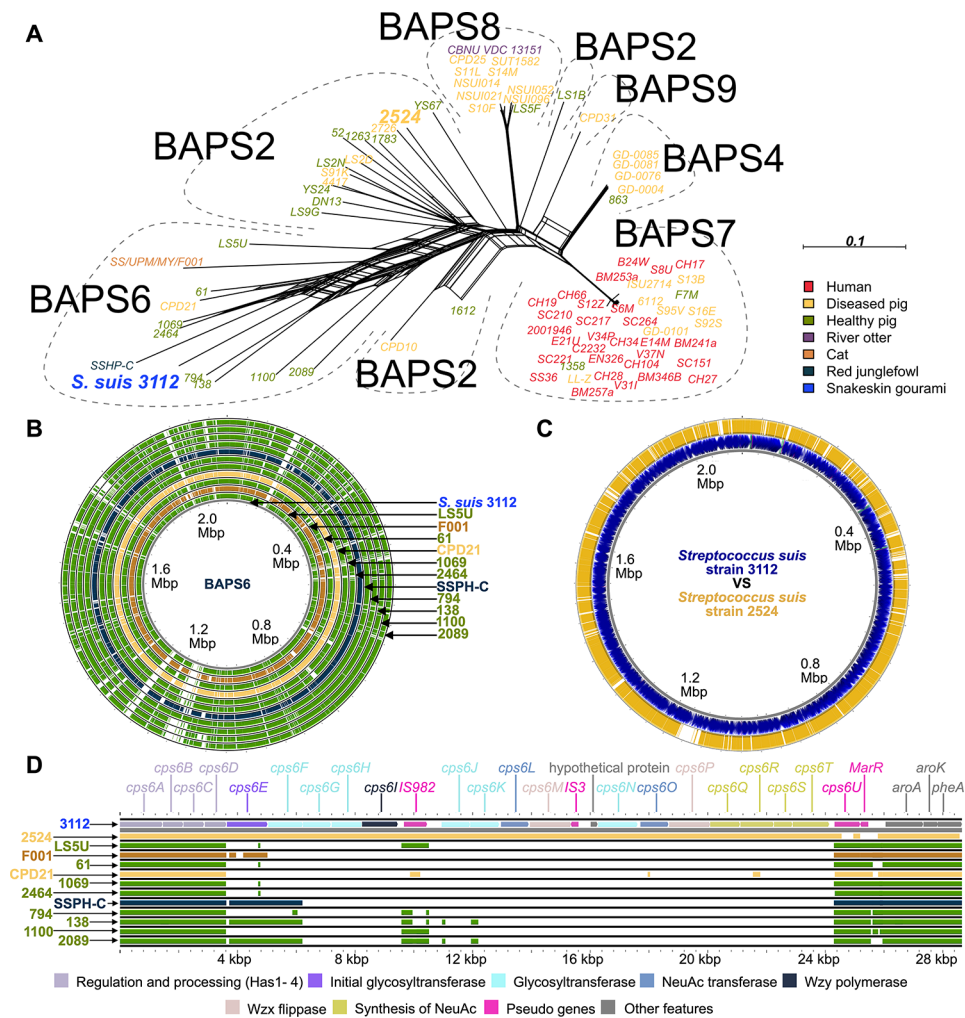 A
BAPS8
CBNU VDC 13151
CPD25 SUT1582
S11L S14M
NSUI014
NSUI052
NSUI021 NSUI096
S10F LS5F
BAPS2
LS1B
BAPS9
CPD31
YS67
2524
2726
52 1263 1783
BAPS2
LS2N LS2D
S91K
4417
YS24
DN13
LS9G
GD-0085
GD-0081
GD-0076
GD-0004
863
BAPS4
BAPS7
LS5U
SS/UPM/MY/F001
BAPS6
61
CPD21
1069
2464
SSHP-C
S. suis 3112
794
138
1100
2089
CPD10
BAPS2
1612
B24W S8U CH17
BM253a ISU2714 S13B
CH66 F7M
CH19 S12Z S6M 6112 S95V S16E
SC210 SC217 SC264 S92S
2001946 V34P GD-0101
E21U CH34 E14M BM241a
C2232 V37N
SC221 EN326 CH104 SC151
1358
SS36 LL-Z CH28 BM346B CH27
V31I
BM257a
0.1
Human
Diseased pig
Healthy pig
River otter
Cat
Red junglefowl
Snakeskin gourami
B
2.0
Mbp
0.4
Mbp
1.6
Mbp
BAPS6
1.2
Mbp
0.8
Mbp
S. suis 3112
LS5U
F001
61
CPD21
1069
2464
SSPH-C
794
138
1100
2089
C
2.0
Mbp
0.4
Mbp
1.6
Mbp
Streptococcus suis
strain 3112
VS
Streptococcus suis
strain 2524
1.2
Mbp
0.8
Mbp
D
cps6B cps6D cps6F cps6H cps6J cps6L hypothetical protein cps6P cps6R cps6T MarR aroK
cps6A cps6C cps6E cps6G cps6I IS982 cps6K cps6M IS3 cps6N cps6O cps6Q cps6S cps6U aroA pheA
3112
2524
LS5U
F001
61
CPD21
1069
2464
SSPH-C
794
138
1100
2089
4 kbp 8 kbp 12 kbp 16 kbp 20 kbp 24 kbp 28 kbp
Regulation and processing (Has1- 4) Initial glycosyltransferase Glycosyltransferase NeuAc transferase Wzy polymerase
Wzx flippase Synthesis of NeuAc Pseudo genes Other features